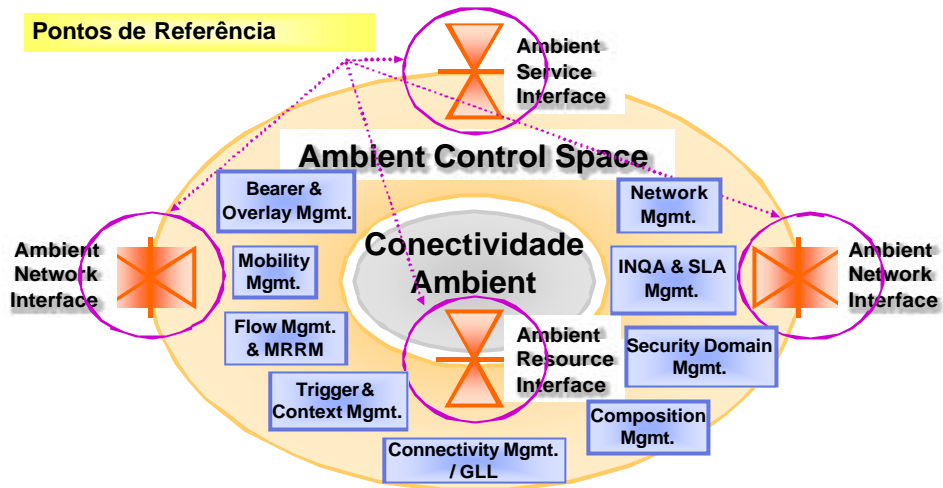 Pontos de Referência
Ambient
Service
Interface
Ambient Control Space
Bearer &
Overlay Mgmt.
Network
Mgmt.
Ambient
Network
Interface
Mobility
Mgmt.
Conectividade
Ambient
INQA & SLA
Mgmt.
Ambient
Network
Interface
Flow Mgmt.
& MRRM
Ambient
Resource
Interface
Security Domain
Mgmt.
Trigger &
Context Mgmt.
Composition
Mgmt.
Connectivity Mgmt.
/ GLL